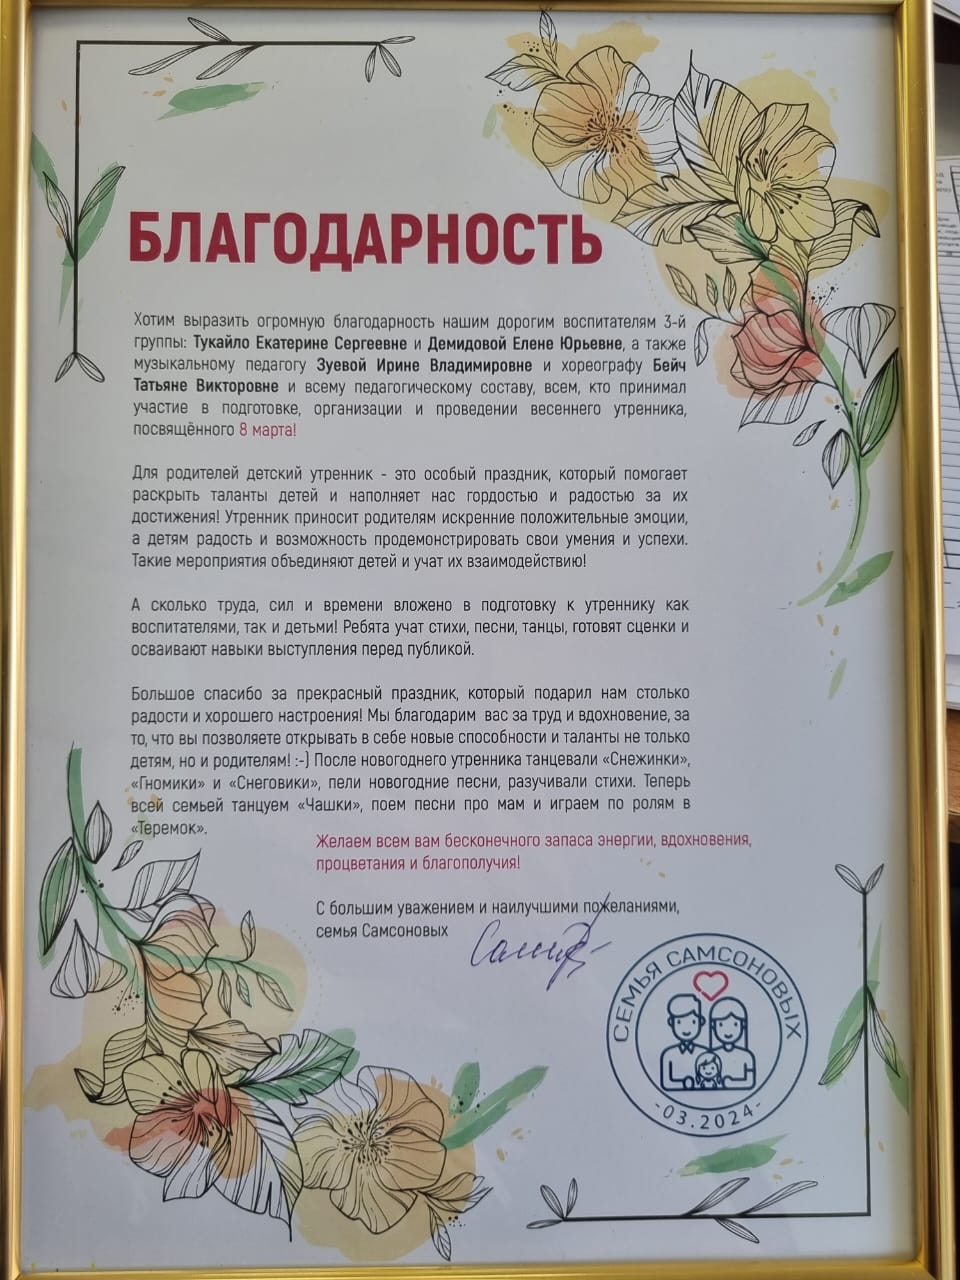 БЛАГОДАРНОСТЬ
Хотим выразить огромную благодарность нашим дорогим воспитателям 3-й
группы: Тукайло Екатерине Сергеевне и Демидовой Елене Юрьевне, а также
музыкальному педагогу Зуевой Ирине Владимировне и хореографу Бейч
Татьяне Викторовне и всему педагогическому составу, всем, кто принимал
участие в подготовке, организации и проведении весеннего утренника,
посвящённого 8 марта!
Для родителей детский утренник - это особый праздник, который помогает
раскрыть таланты детей и наполняет нас гордостью и радостью за их
достижения! Утренник приносит родителям искренние положительные эмоции,
а детям радость и возможность продемонстрировать свои умения и успехи.
Такие мероприятия объединяют детей и учат их взаимодействию!
А сколько труда, сил и времени вложено в подготовку к утреннику как
воспитателями, так и детьми! Ребята учат стихи, песни, танцы, готовят сценки и
осваивают навыки выступления перед публикой.
Большое спасибо за прекрасный праздник, который подарил нам столько
радости и хорошего настроения! Мы благодарим вас за труд и вдохновение, за
то, что вы позволяете открывать в себе новые способности и таланты не только
детям, но и родителям! :-) После новогоднего утренника танцевали «Снежинки»,
«Гномики» и «Снеговики», пели новогодние песни, разучивали стихи. Теперь
всей семьей танцуем «Чашки», поем песни про мам и играем по ролям в
«Теремок».
Желаем всем вам бесконечного запаса энергии, вдохновения,
процветания и благополучия!
С большим уважением и наилучшими пожеланиями,
семья Самсоновых
СЕМЬЯ САМСОНОВЫХ
-03.2024-